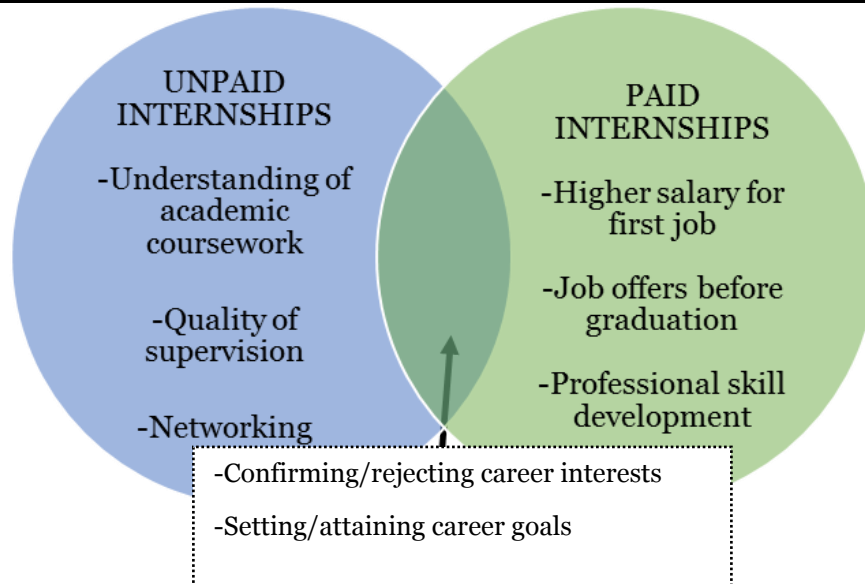 UNPAID
INTERNSHIPS
-Understanding of
academic
coursework
-Quality of
supervision
-Networking
PAID
INTERNSHIPS
-Higher salary for
first job
-Job offers before
graduation
-Professional skill
development
-Confirming/rejecting career interests
-Setting/attaining career goals